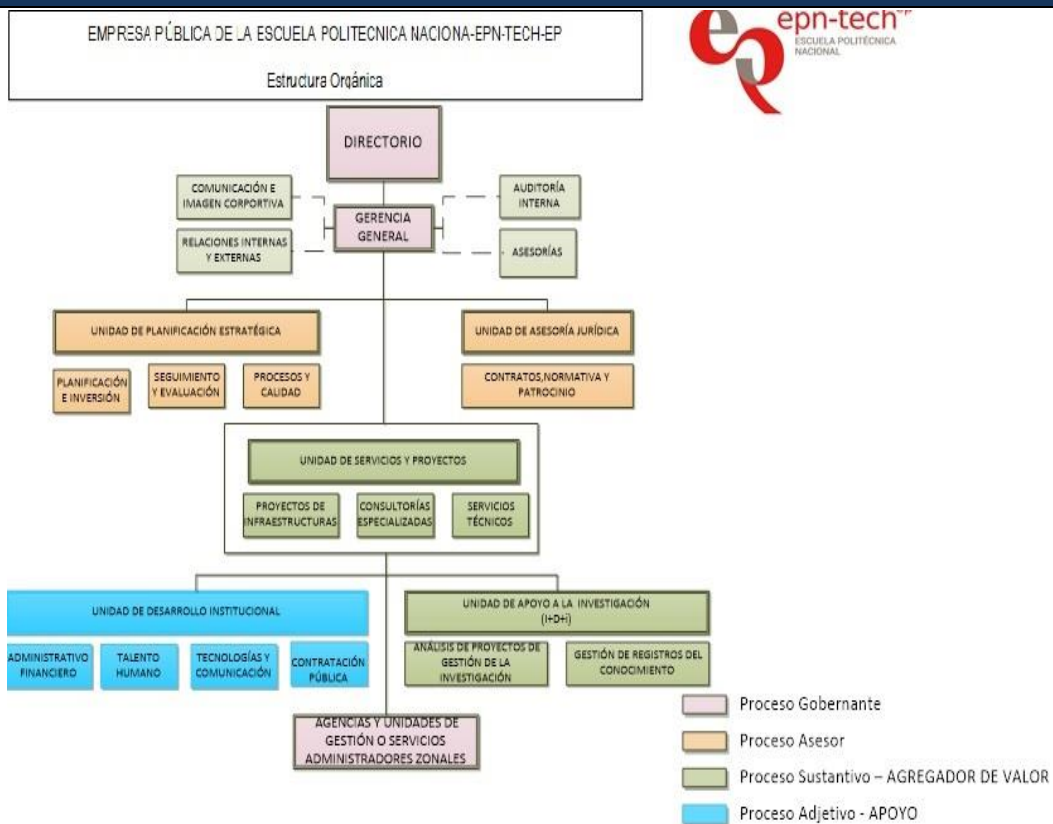 EMPRESA PÚBLICA DE LA ESCUELA POLITECNICA NACIONA-EPN-TECH-EP
Estructura Orgánica
epn-tech
ESCUELA POLITÉCNICA
NACIONAL
DIRECTORIO
COMUNICACIÓN E
IMAGEN CORPORTIVA
AUDITORÍA
INTERNA
GERENCIA
GENERAL
RELACIONES INTERNAS
Y EXTERNAS
ASESORÍAS
UNIDAD DE PLANIFICACIÓN ESTRATÉGICA
UNIDAD DE ASESORÍA JURÍDICA
PLANIFICACIÓN
E INVERSIÓN
SEGUIMIENTO
Y EVALUACIÓN
PROCESOS Y
CALIDAD
CONTRATOS,NORMATIVA Y
PATROCINIO
UNIDAD DE SERVICIOS Y PROYECTOS
PROYECTOS DE
INFRAESTRUCTURAS
CONSULTORÍAS
ESPECIALIZADAS
SERVICIOS
TÉCNICOS
UNIDAD DE DESARROLLO INSTITUCIONAL
UNIDAD DE APOYO A LA INVESTIGACIÓN
(I+D+i)
ADMINISTRATIVO
FINANCIERO
TALENTO
HUMANO
TECNOLOGÍAS Y
COMUNICACIÓN
CONTRATACIÓN
PÚBLICA
ANÁLISIS DE PROYECTOS DE
GESTIÓN DE LA
INVESTIGACIÓN
GESTIÓN DE REGISTROS DEL
CONOCIMIENTO
AGENCIAS Y UNIDADES DE
GESTIÓN O SERVICIOS
ADMINISTRADORES ZONALES
Proceso Gobernante
Proceso Asesor
Proceso Sustantivo – AGREGADOR DE VALOR
Proceso Adjetivo - APOYO